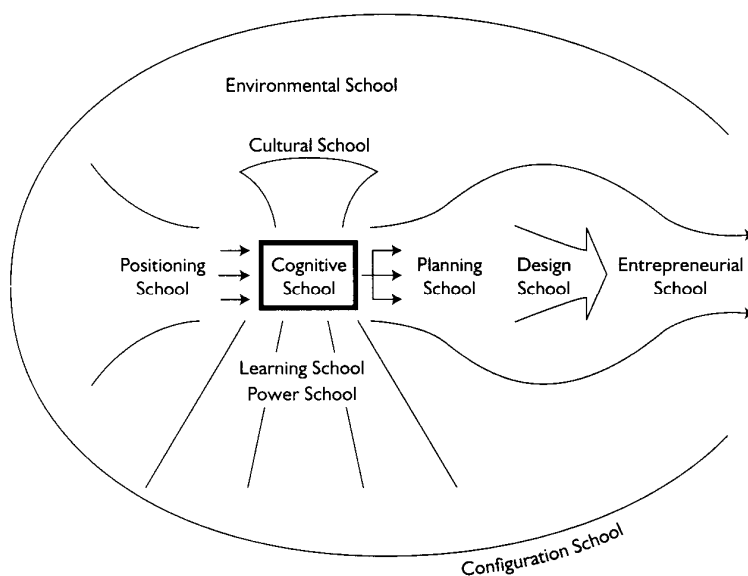 Environmental School
Cultural School
Positioning
School
Cognitive
School
Planning
School
Design
School
Entrepreneurial
School
Learning School
Power School
Configuration School